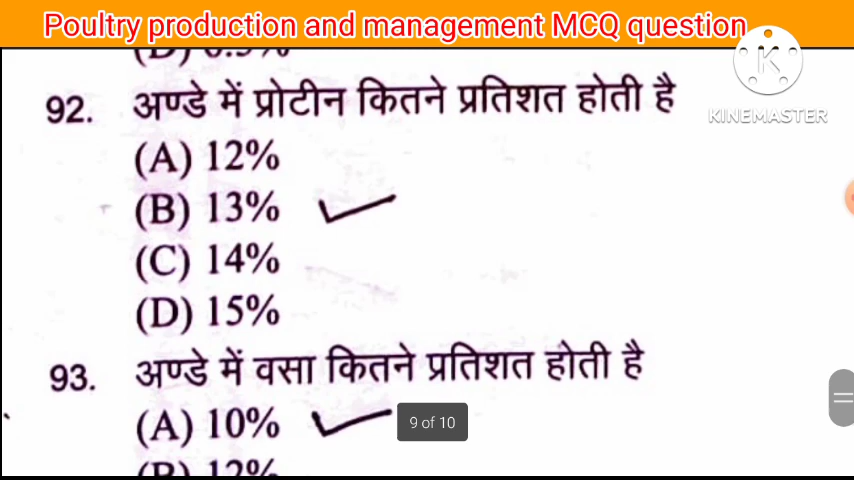 Poultry production and management MCQ question
KINEMASTER
92. अण्डे में प्रोटीन कितने प्रतिशत होती है
(A) 12%
(B) 13%
(C) 14%
(D) 15%
93. अण्डे में वसा कितने प्रतिशत होती है
(A) 10%
9 of 10